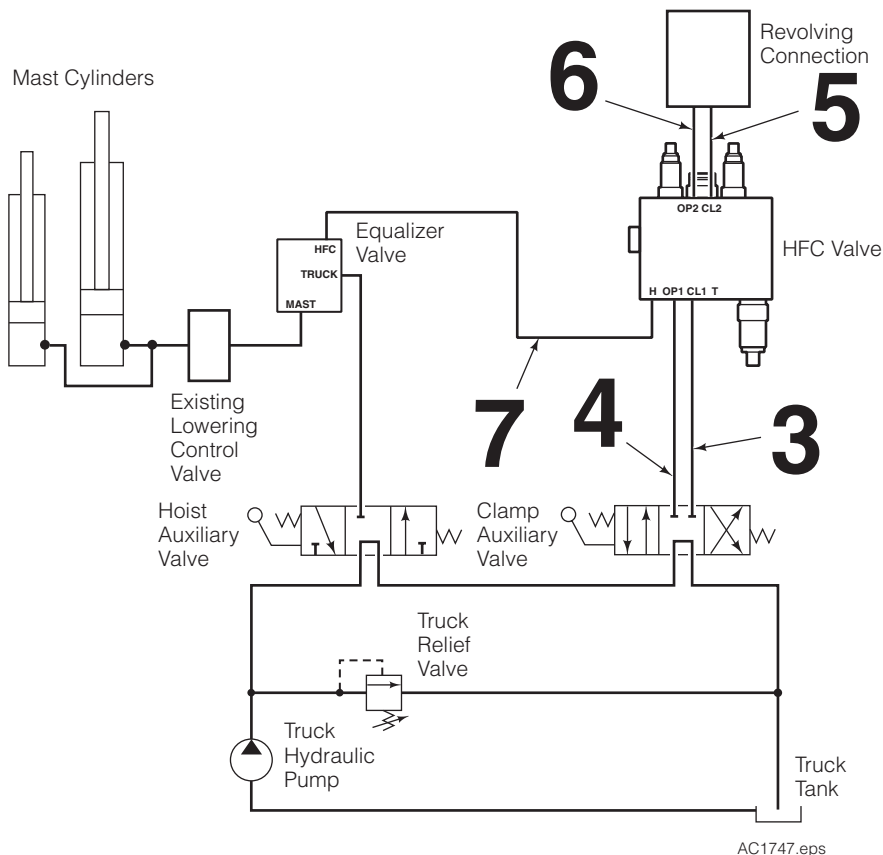 Revolving
Connection
Mast Cylinders
6
5
OP2 CL2
HFC Valve
H OP1 CL1 T
Equalizer
Valve
HFC
TRUCK
MAST
Existing
Lowering
Control
Valve
7
4
3
Hoist
Auxiliary
Valve
Clamp
Auxiliary
Valve
Truck
Relief
Valve
Truck
Hydraulic
Pump
Truck
Tank
AC1747.eps